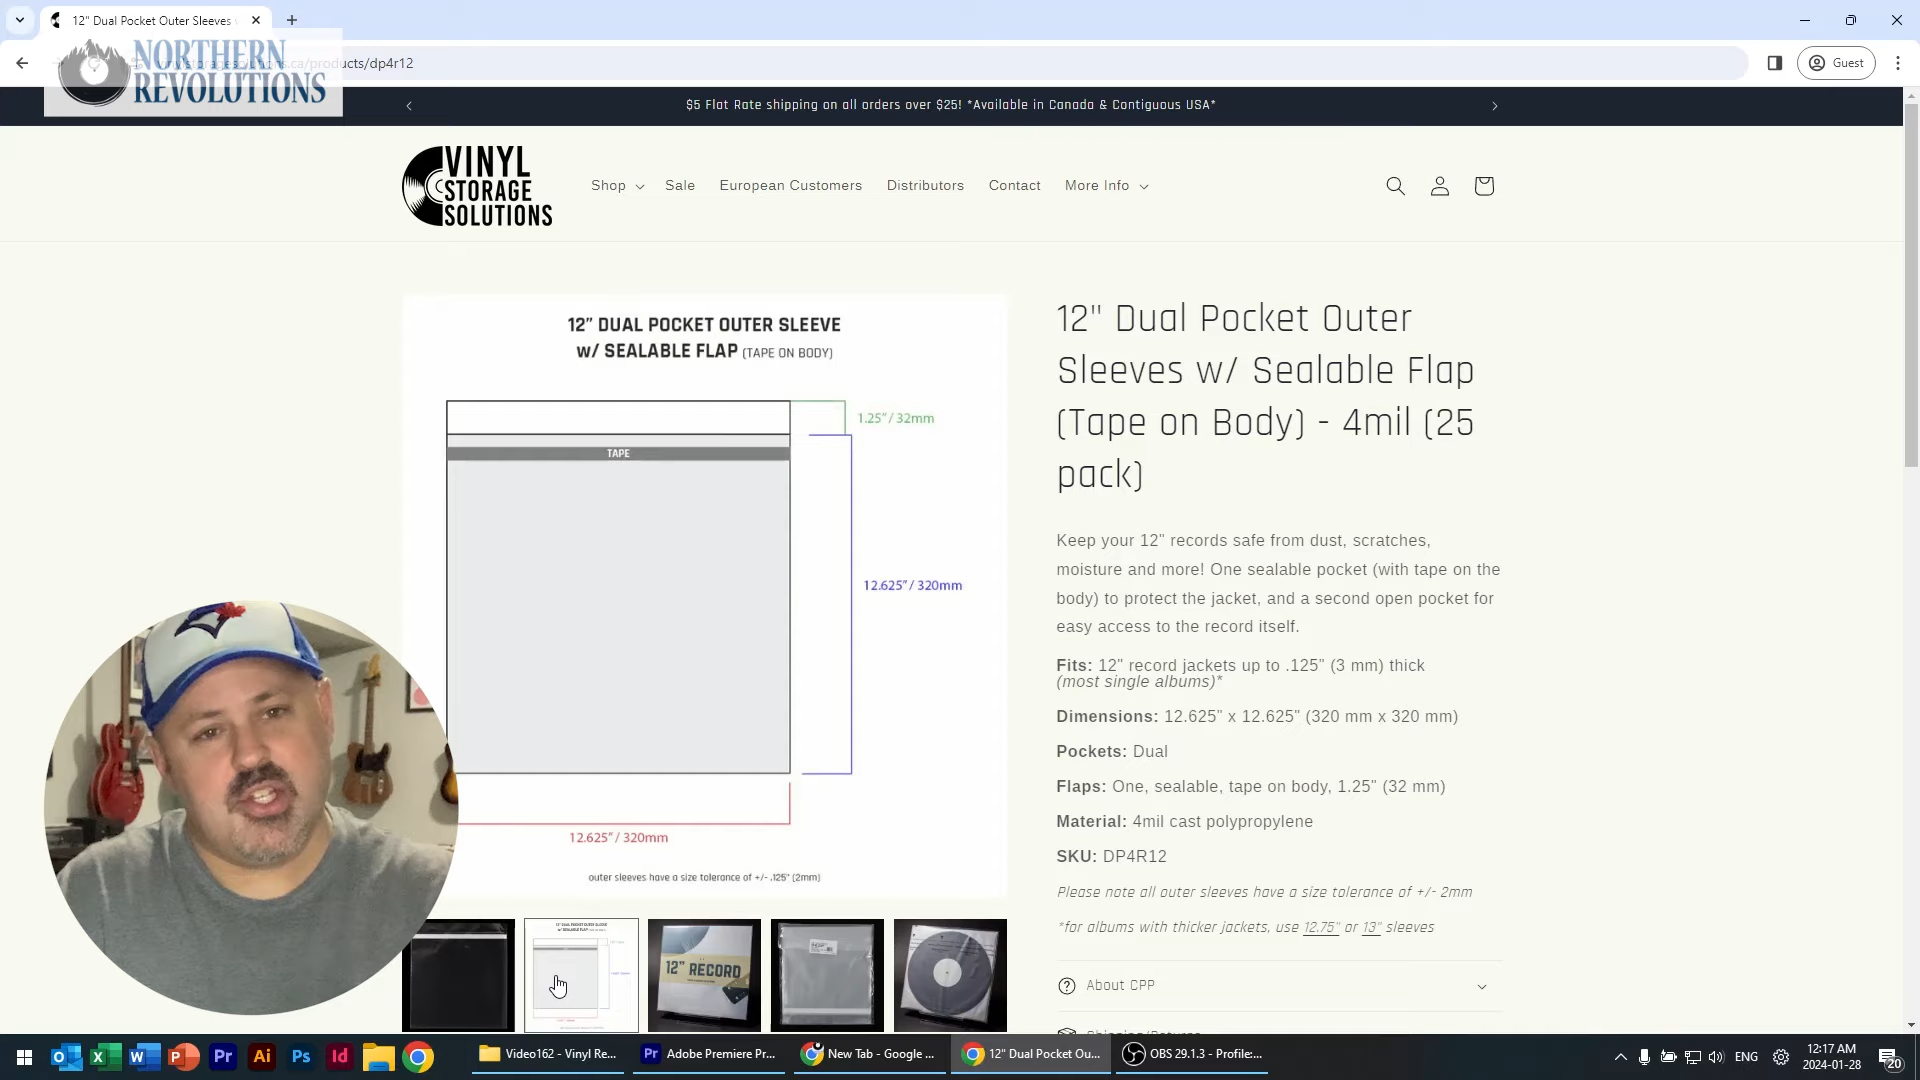 12" Dual Pocket Outer Sleeves
NORTHERN
REVOLUTIONS
vinylstoragesolutions.ca/products/dp4r12
Guest
$5 Flat Rate shipping on all orders over $25! *Available in Canada & Contiguous USA*
VINYL
STORAGE
SOLUTIONS
Shop
Sale
European Customers
Distributors
Contact
More Info
12" DUAL POCKET OUTER SLEEVE
w/ SEALABLE FLAP (TAPE ON BODY)
1.25" / 32mm
TAPE
12.625" / 320mm
12.625" / 320mm
outer sleeves have a size tolerance of +/- .125" (2mm)
12" Dual Pocket Outer
Sleeves w/ Sealable Flap
(Tape on Body) - 4mil (25
pack)
Keep your 12" records safe from dust, scratches,
moisture and more! One sealable pocket (with tape on the
body) to protect the jacket, and a second open pocket for
easy access to the record itself.
Fits: 12" record jackets up to .125" (3 mm) thick
(most single albums)*
Dimensions: 12.625" x 12.625" (320 mm x 320 mm)
Pockets: Dual
Flaps: One, sealable, tape on body, 1.25" (32 mm)
Material: 4mil cast polypropylene
SKU: DP4R12
Please note all outer sleeves have a size tolerance of +/- 2mm
*for albums with thicker jackets, use 12.75" or 13" sleeves
About CPP
12" RECORD
Video162 - Vinyl Re...
Adobe Premiere Pr...
New Tab - Google ...
12" Dual Pocket Ou...
OBS 29.1.3 - Profile:...
ENG
12:17 AM
2024-01-28
20